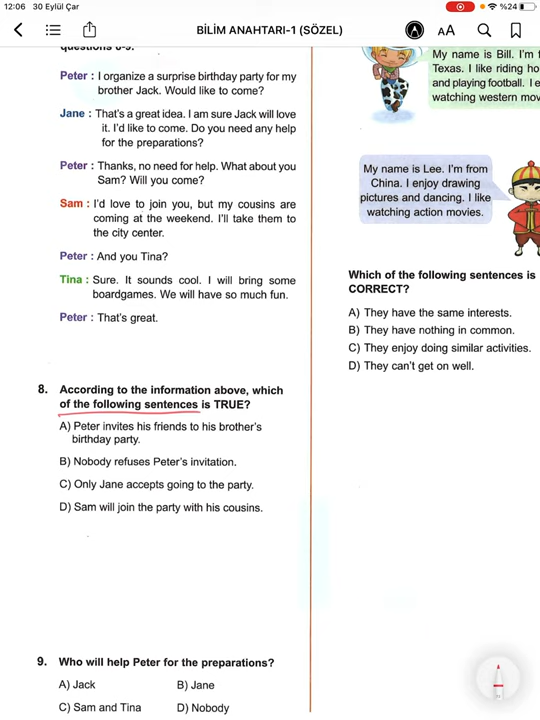 12:06 30 Eylül Çar
%24
BİLİM ANAHTARI-1 (SÖZEL)
AA
questions 8-9.
Peter : I organize a surprise birthday party for my
brother Jack. Would like to come?
Jane : That's a great idea. I am sure Jack will love
it. I'd like to come. Do you need any help
for the preparations?
Peter : Thanks, no need for help. What about you
Sam? Will you come?
Sam : I'd love to join you, but my cousins are
coming at the weekend. I'll take them to
the city center.
Peter : And you Tina?
Tina : Sure. It sounds cool. I will bring some
boardgames. We will have so much fun.
Peter : That's great.
8. According to the information above, which
of the following sentences is TRUE?
A) Peter invites his friends to his brother's
birthday party.
B) Nobody refuses Peter's invitation.
C) Only Jane accepts going to the party.
D) Sam will join the party with his cousins.
9. Who will help Peter for the preparations?
A) Jack B) Jane
C) Sam and Tina D) Nobody
My name is Bill. I'm f
Texas. I like riding ho
and playing football. I e
watching western mov
My name is Lee. I'm from
China. I enjoy drawing
pictures and dancing. I like
watching action movies.
Which of the following sentences is
CORRECT?
A) They have the same interests.
B) They have nothing in common.
C) They enjoy doing similar activities.
D) They can't get on well.